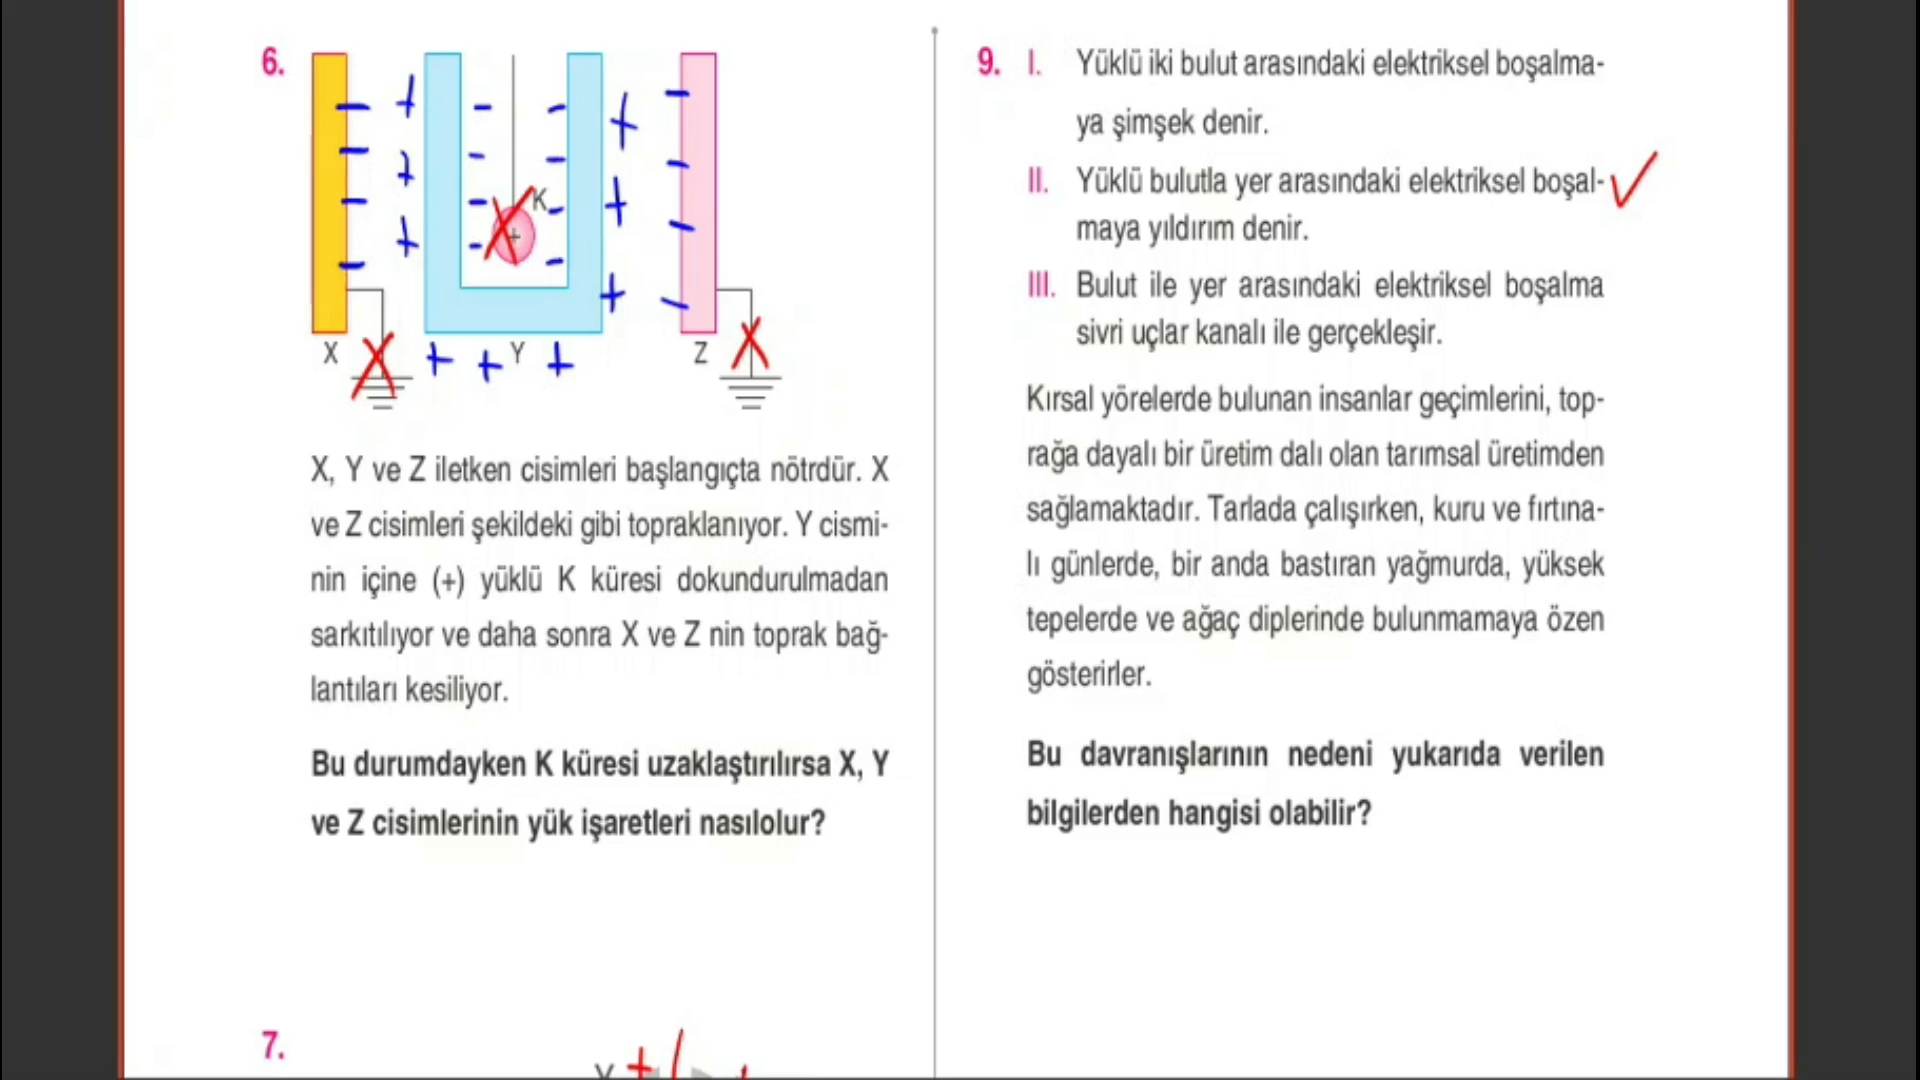 6.
K
+
X
Y
Z
X, Y ve Z iletken cisimleri başlangıçta nötrdür. X
ve Z cisimleri şekildeki gibi topraklanıyor. Y cismi-
nin içine (+) yüklü K küresi dokundurulmadan
sarkıtılıyor ve daha sonra X ve Z nin toprak bağ-
lantıları kesiliyor.
Bu durumdayken K küresi uzaklaştırılırsa X, Y
ve Z cisimlerinin yük işaretleri nasılolur?
7.
9. I. Yüklü iki bulut arasındaki elektriksel boşalma-
ya şimşek denir.
II. Yüklü bulutla yer arasındaki elektriksel boşal-
maya yıldırım denir.
III. Bulut ile yer arasındaki elektriksel boşalma
sivri uçlar kanalı ile gerçekleşir.
Kırsal yörelerde bulunan insanlar geçimlerini, top-
rağa dayalı bir üretim dalı olan tarımsal üretimden
sağlamaktadır. Tarlada çalışırken, kuru ve fırtına-
lı günlerde, bir anda bastıran yağmurda, yüksek
tepelerde ve ağaç diplerinde bulunmamaya özen
gösterirler.
Bu davranışlarının nedeni yukarıda verilen
bilgilerden hangisi olabilir?